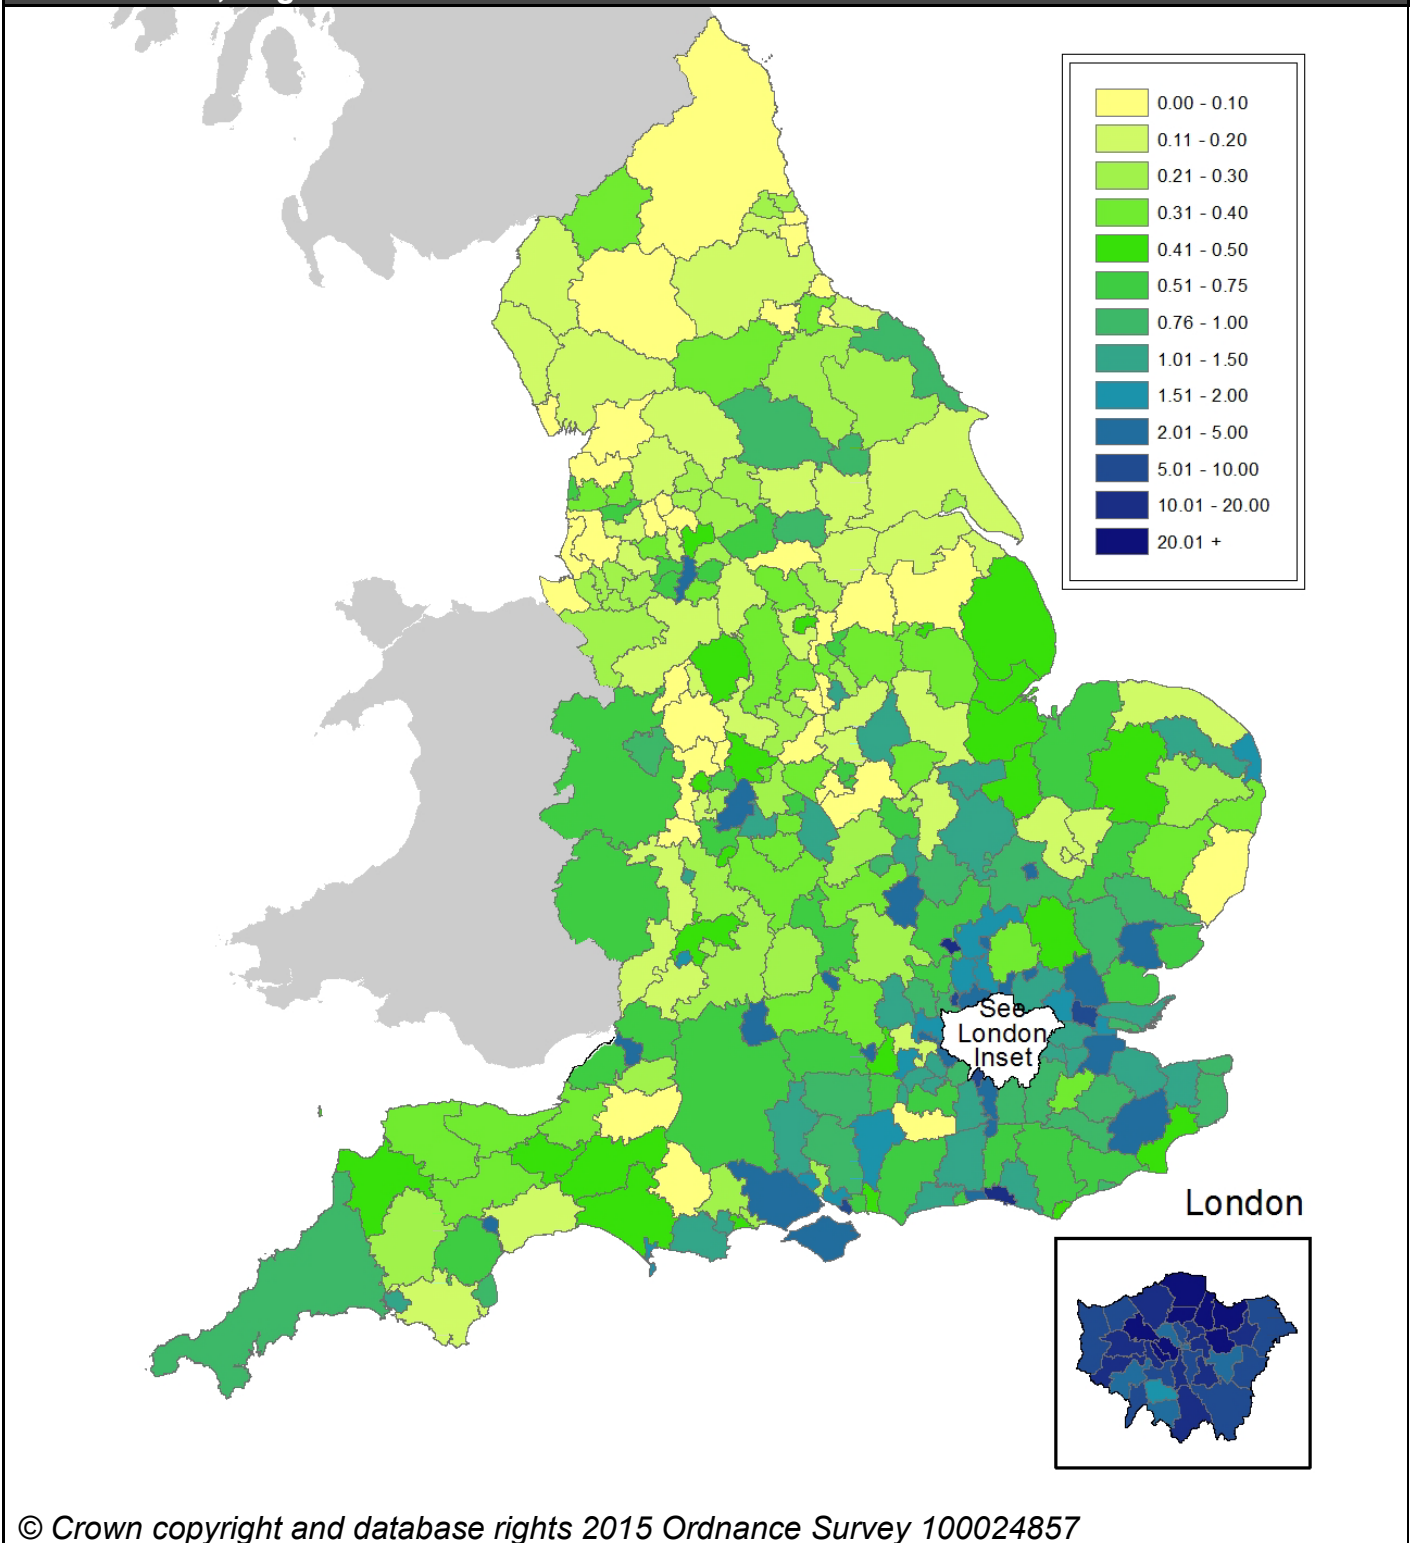 0.00 - 0.10
0.11 - 0.20
0.21 - 0.30
0.31 - 0.40
0.41 - 0.50
0.51 - 0.75
0.76 - 1.00
1.01 - 1.50
1.51 - 2.00
2.01 - 5.00
5.01 - 10.00
10.01 - 20.00
20.01 +
See
London
Inset
London
© Crown copyright and database rights 2015 Ordnance Survey 100024857